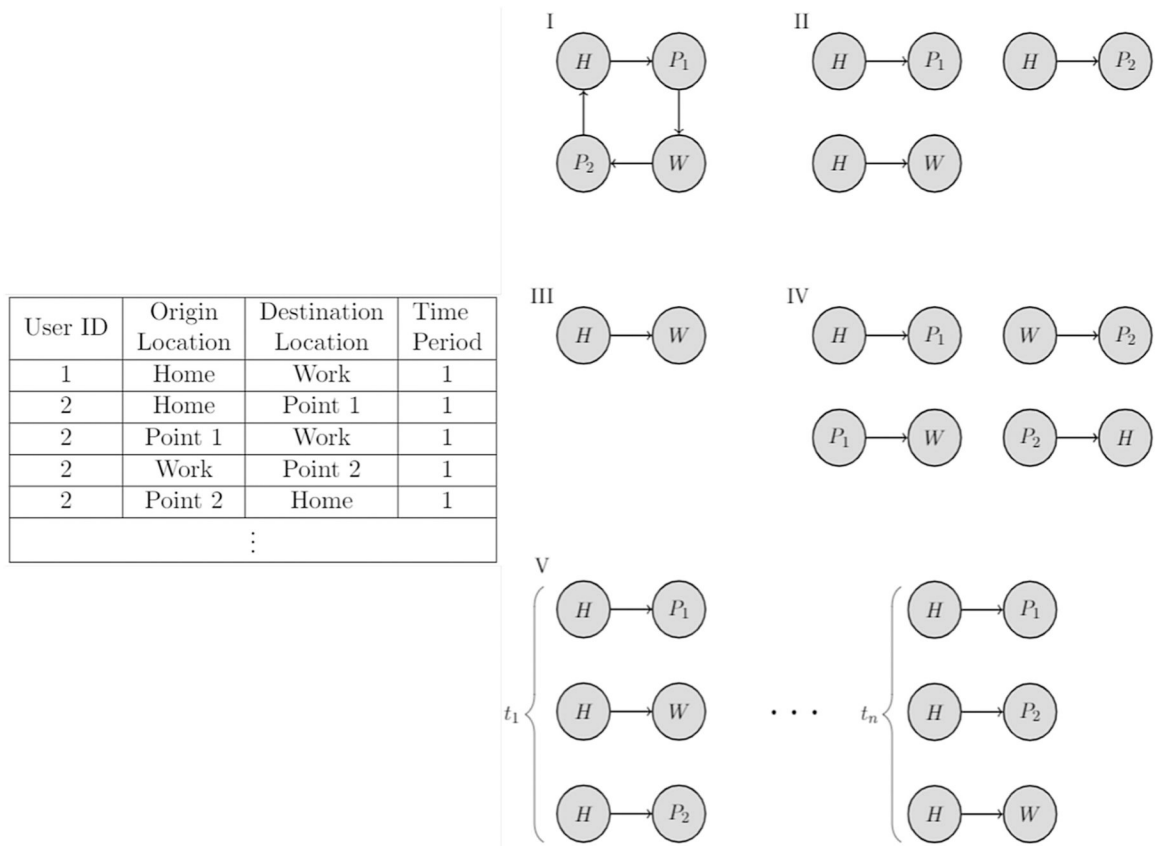 User ID Origin Location Destination Location Time Period
1 Home Work 1
2 Home Point 1 1
2 Point 1 Work 1
2 Work Point 2 1
2 Point 2 Home 1
⋮
I
H P₁
P₂ W
II
H P₁ H P₂
H W
III
H W
IV
H P₁ W P₂
P₁ W P₂ H
V
t₁
H P₁
H W
H P₂
· · ·
tₙ
H P₁
H P₂
H W